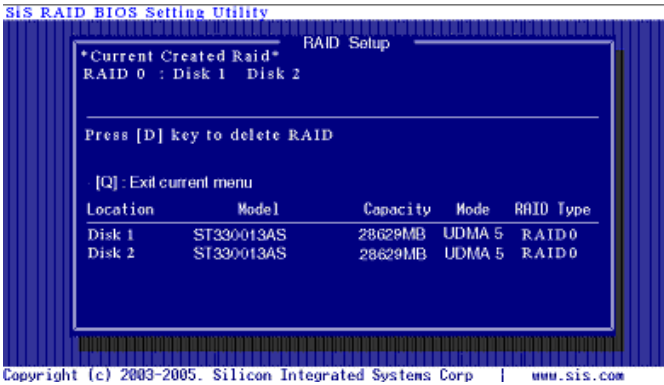 SiS RAID BIOS Setting Utility
RAID Setup
*Current Created Raid*
RAID 0 : Disk 1 Disk 2
Press [D] key to delete RAID
[Q] : Exit current menu
Location Model Capacity Mode RAID Type
Disk 1 ST330013AS 28629MB UDMA 5 RAID0
Disk 2 ST330013AS 28629MB UDMA 5 RAID0
Copyright (c) 2003-2005. Silicon Integrated Systems Corp | www.sis.com